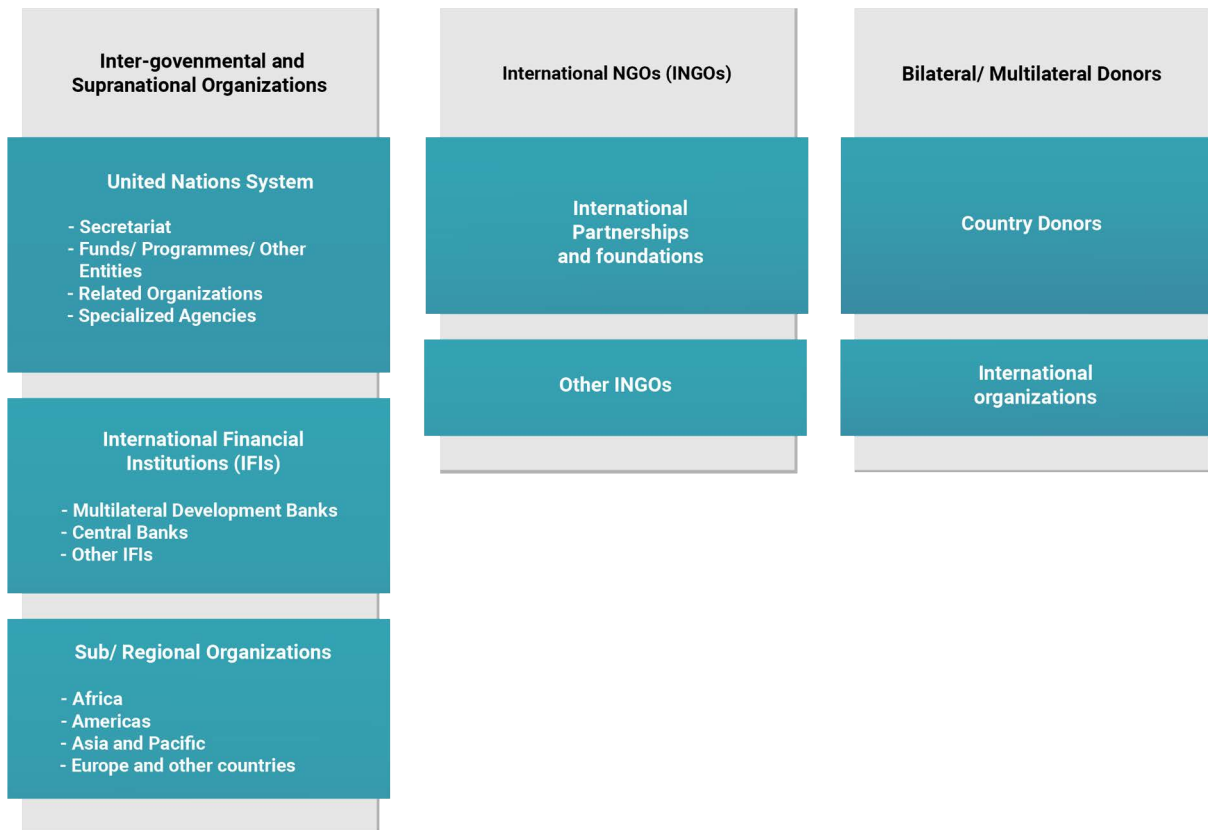 Inter-govenmental and
Supranational Organizations
United Nations System
- Secretariat
- Funds/ Programmes/ Other
Entities
- Related Organizations
- Specialized Agencies
International Financial
Institutions (IFIs)
- Multilateral Development Banks
- Central Banks
- Other IFIs
Sub/ Regional Organizations
- Africa
- Americas
- Asia and Pacific
- Europe and other countries
International NGOs (INGOs)
International
Partnerships
and foundations
Other INGOs
Bilateral/ Multilateral Donors
Country Donors
International
organizations